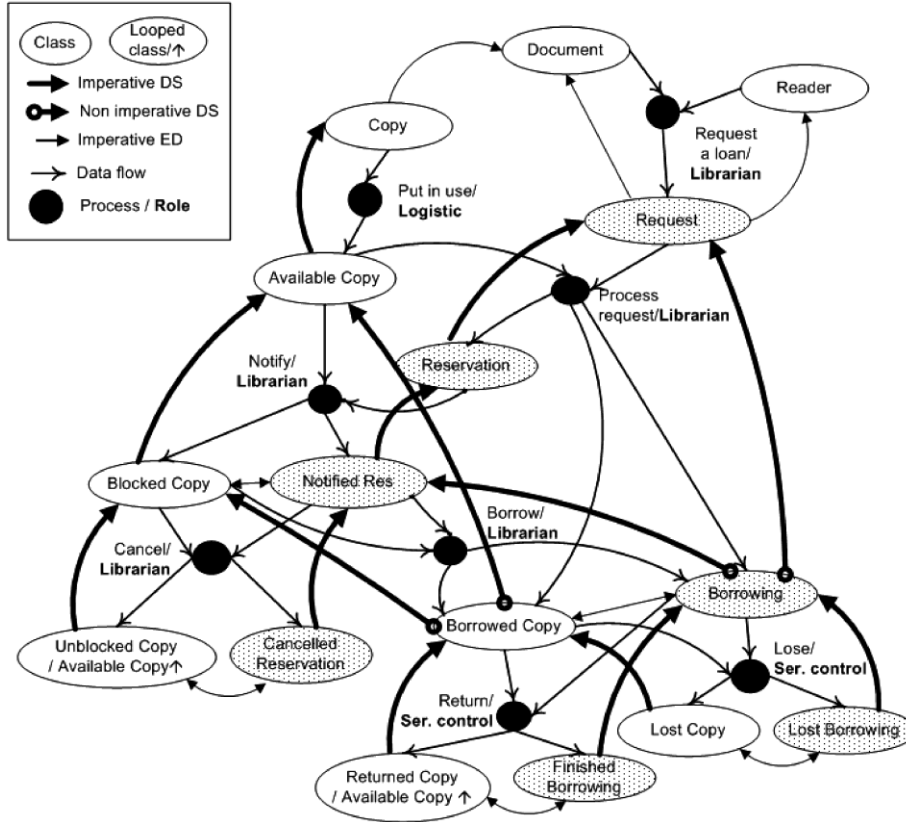 Class
Looped
class/↑
Imperative DS
Non imperative DS
Imperative ED
Data flow
Process / Role
Document
Reader
Copy
Request
a loan/
Librarian
Put in use/
Logistic
Request
Available Copy
Process
request/Librarian
Notify/
Librarian
Reservation
Blocked Copy
Notified Res
Borrow/
Librarian
Cancel/
Librarian
Borrowing
Unblocked Copy
/ Available Copy↑
Cancelled
Reservation
Borrowed Copy
Lose/
Ser. control
Return/
Ser. control
Lost Copy
Lost Borrowing
Returned Copy
/ Available Copy ↑
Finished
Borrowing